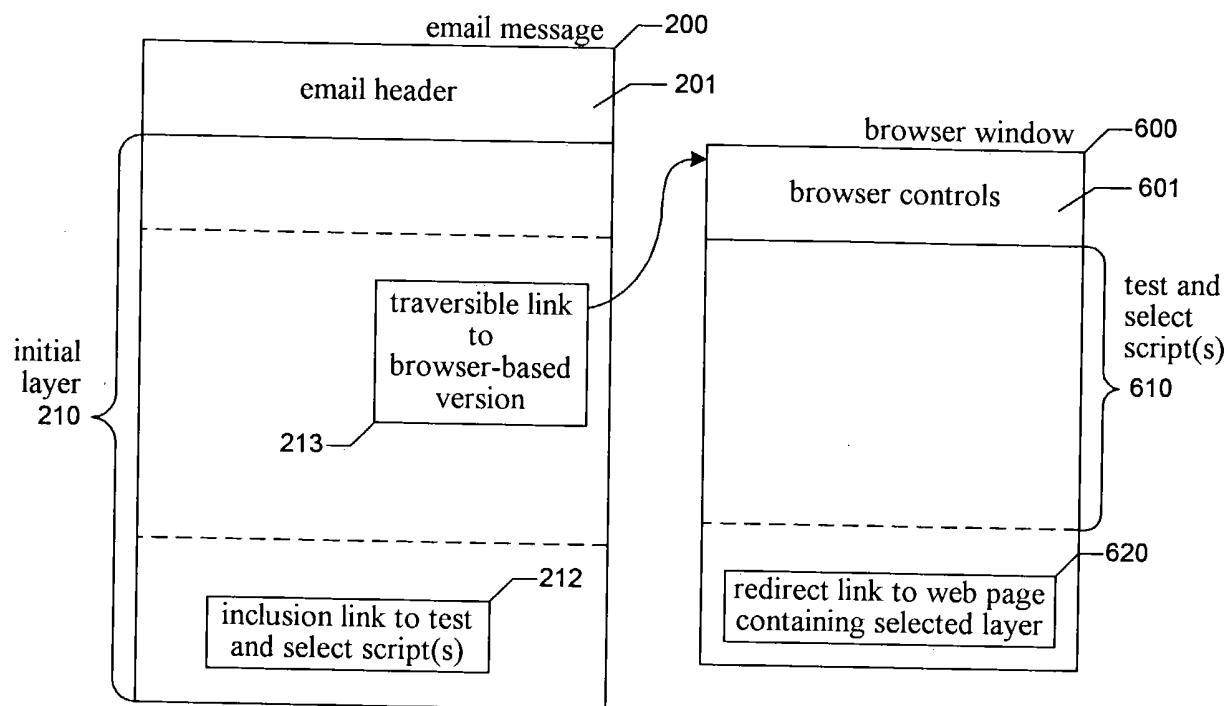 email message 200
email header
201
initial
layer
210
traversible link
to
browser-based
version
213
212
inclusion link to test
and select script(s)
browser window 600
browser controls
601
test and
select
script(s)
610
620
redirect link to web page
containing selected layer